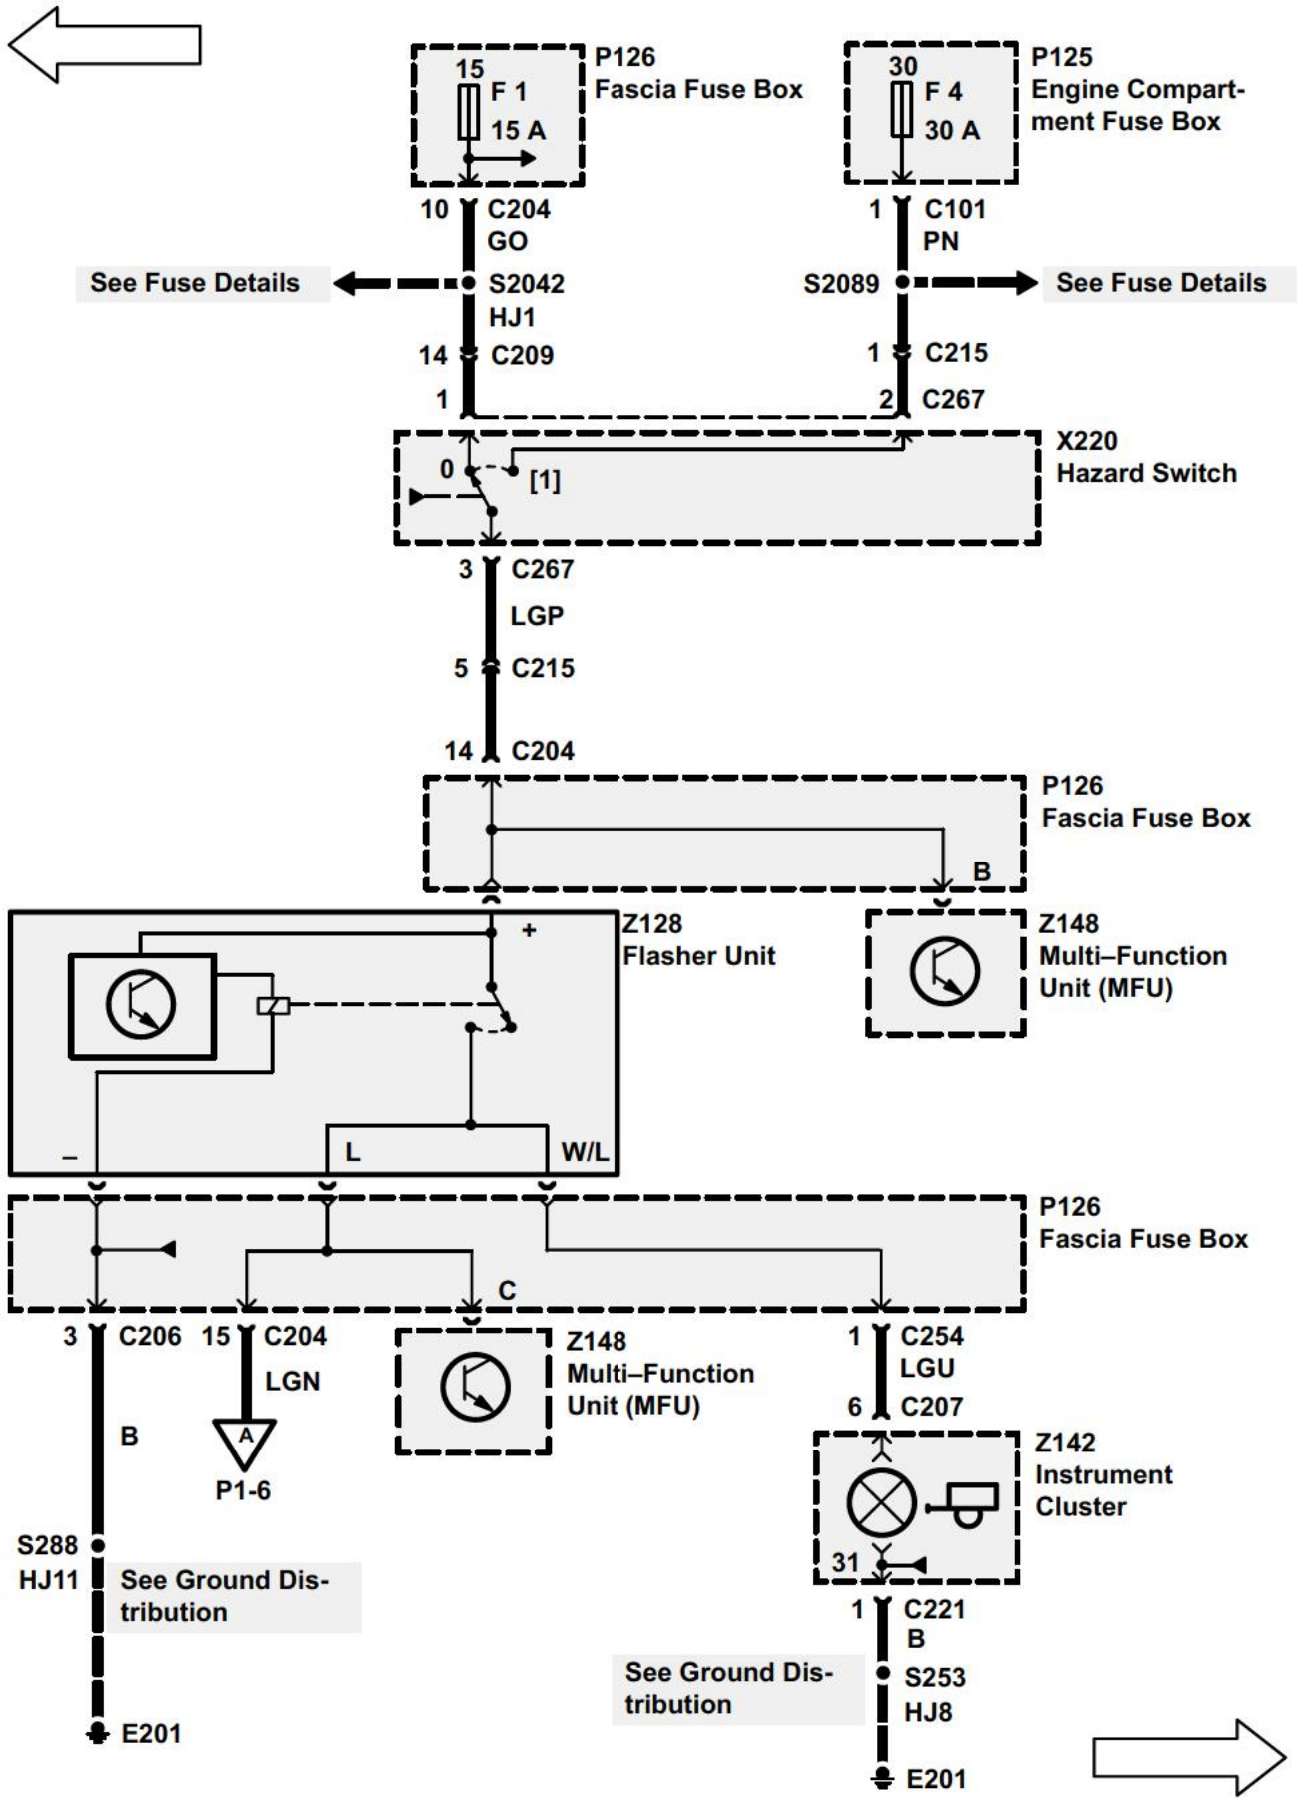 15
F 1
15 A
P126
Fascia Fuse Box
30
F 4
30 A
P125
Engine Compart-
ment Fuse Box
10 C204
GO
1 C101
PN
See Fuse Details
S2042
HJ1
S2089
See Fuse Details
14 C209
1 C215
1
2 C267
0
[1]
X220
Hazard Switch
3 C267
LGP
5 C215
14 C204
P126
Fascia Fuse Box
B
+
Z128
Flasher Unit
Z148
Multi–Function
Unit (MFU)
–
L
W/L
P126
Fascia Fuse Box
C
3 C206
15 C204
LGN
B
A
P1-6
Z148
Multi–Function
Unit (MFU)
1 C254
LGU
6 C207
Z142
Instrument
Cluster
31
S288
HJ11
See Ground Dis-
tribution
E201
1 C221
B
See Ground Dis-
tribution
S253
HJ8
E201